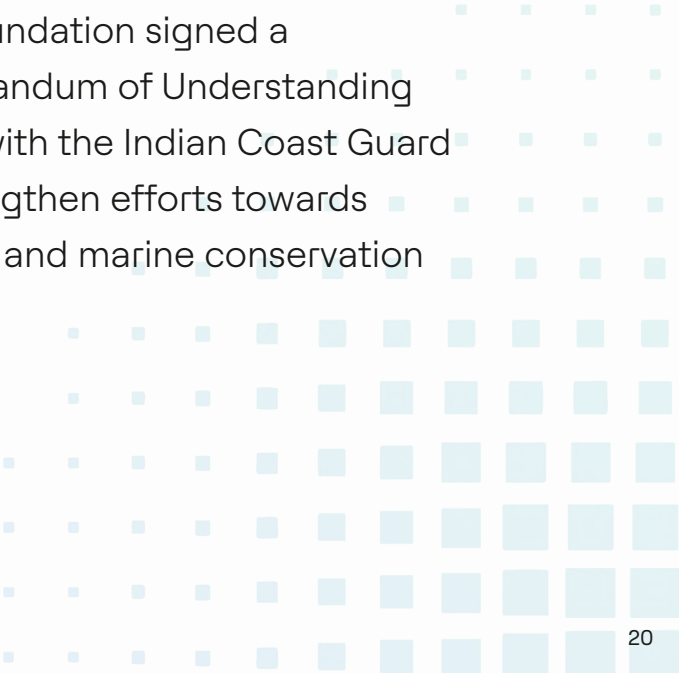 undation signed a
andum of Understanding
with the Indian Coast Guard
gthen efforts towards
and marine conservation
20